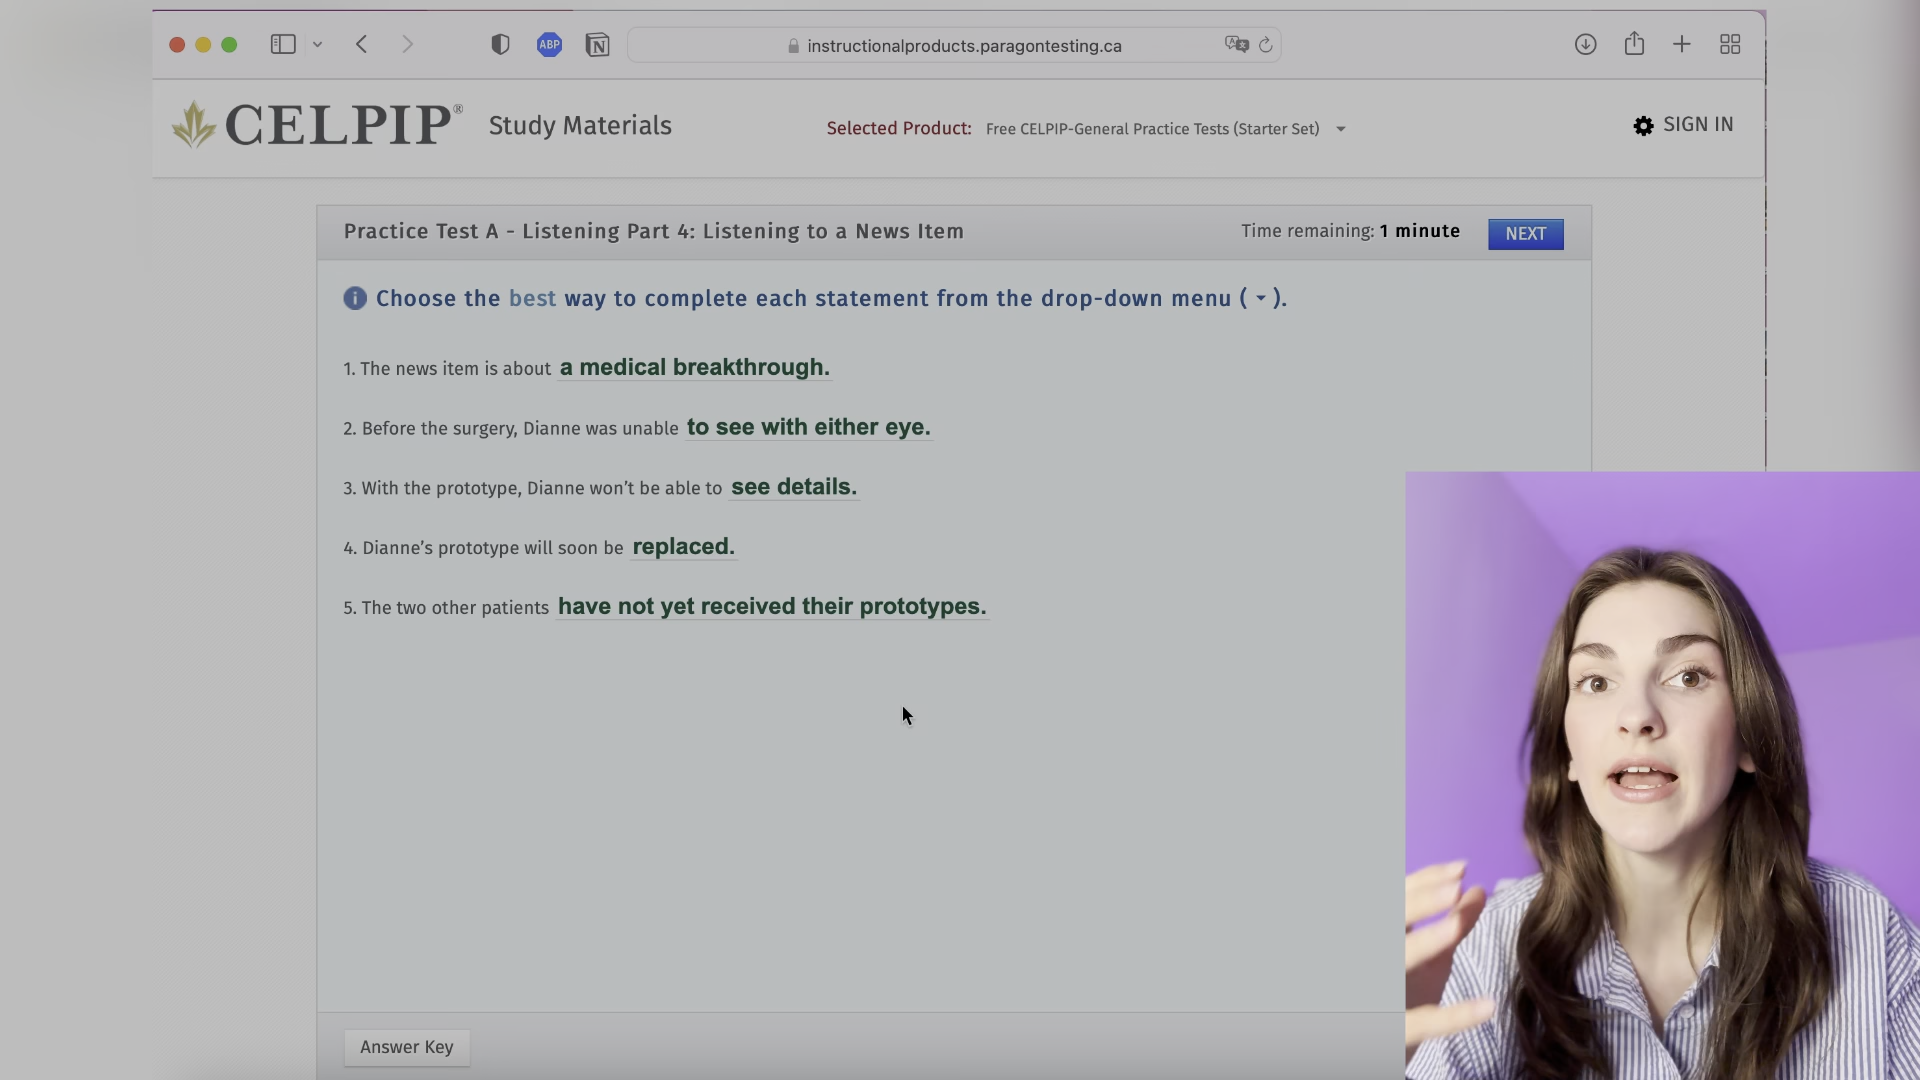 ABP
N
instructionalproducts.paragontesting.ca
CELPIP® Study Materials
Selected Product: Free CELPIP-General Practice Tests (Starter Set)
SIGN IN
Practice Test A - Listening Part 4: Listening to a News Item
Time remaining: 1 minute
NEXT
Choose the best way to complete each statement from the drop-down menu ( ).
1. The news item is about a medical breakthrough.
2. Before the surgery, Dianne was unable to see with either eye.
3. With the prototype, Dianne won’t be able to see details.
4. Dianne’s prototype will soon be replaced.
5. The two other patients have not yet received their prototypes.
Answer Key